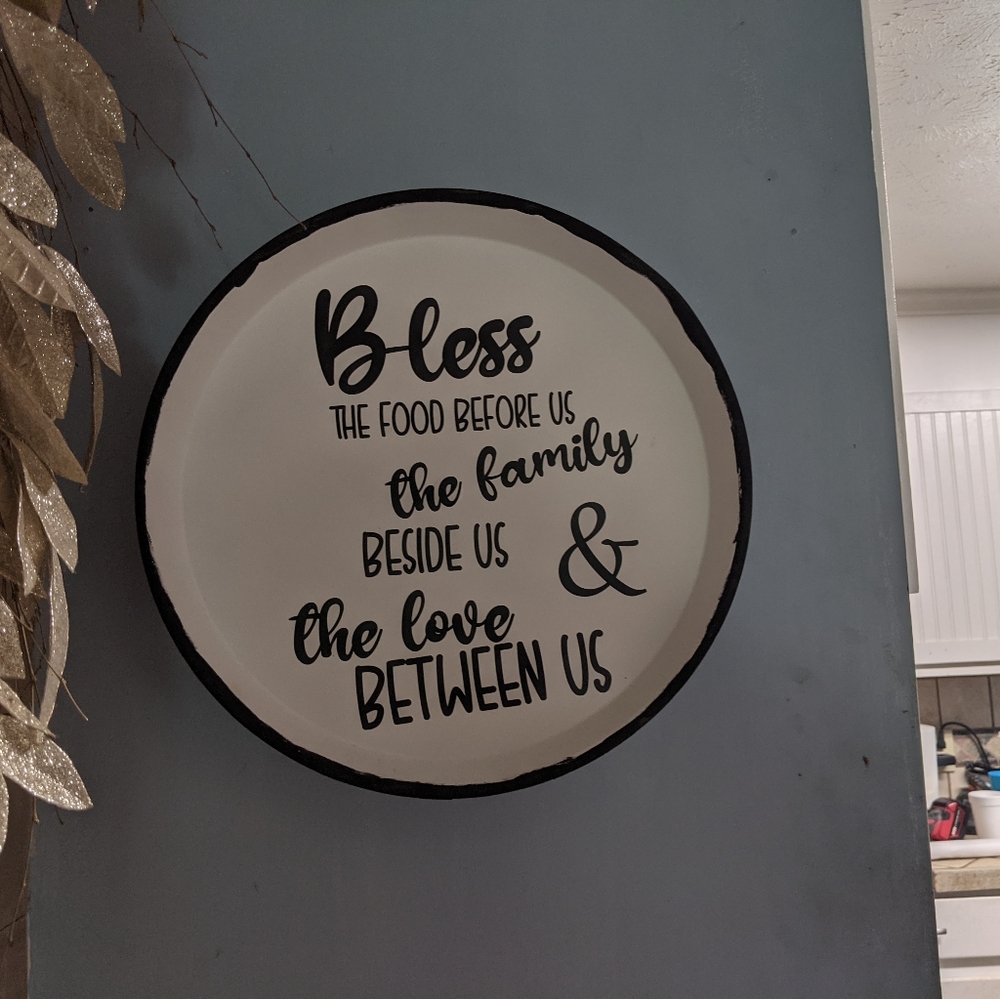 Bless
THE FOOD BEFORE US
the family
BESIDE US &
the love
BETWEEN US